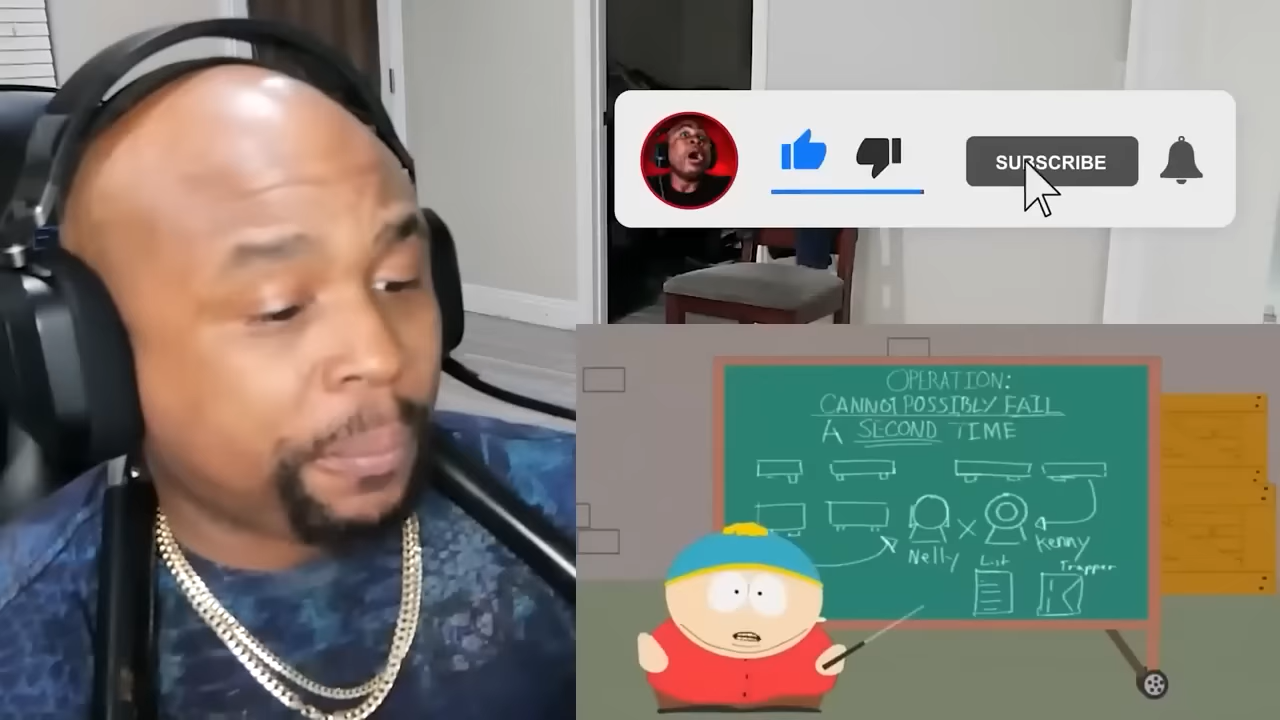 SUBSCRIBE
OPERATION:
CANNOT POSSIBLY FAIL
A SECOND TIME
Nelly
X
Kenny
List
Trapper